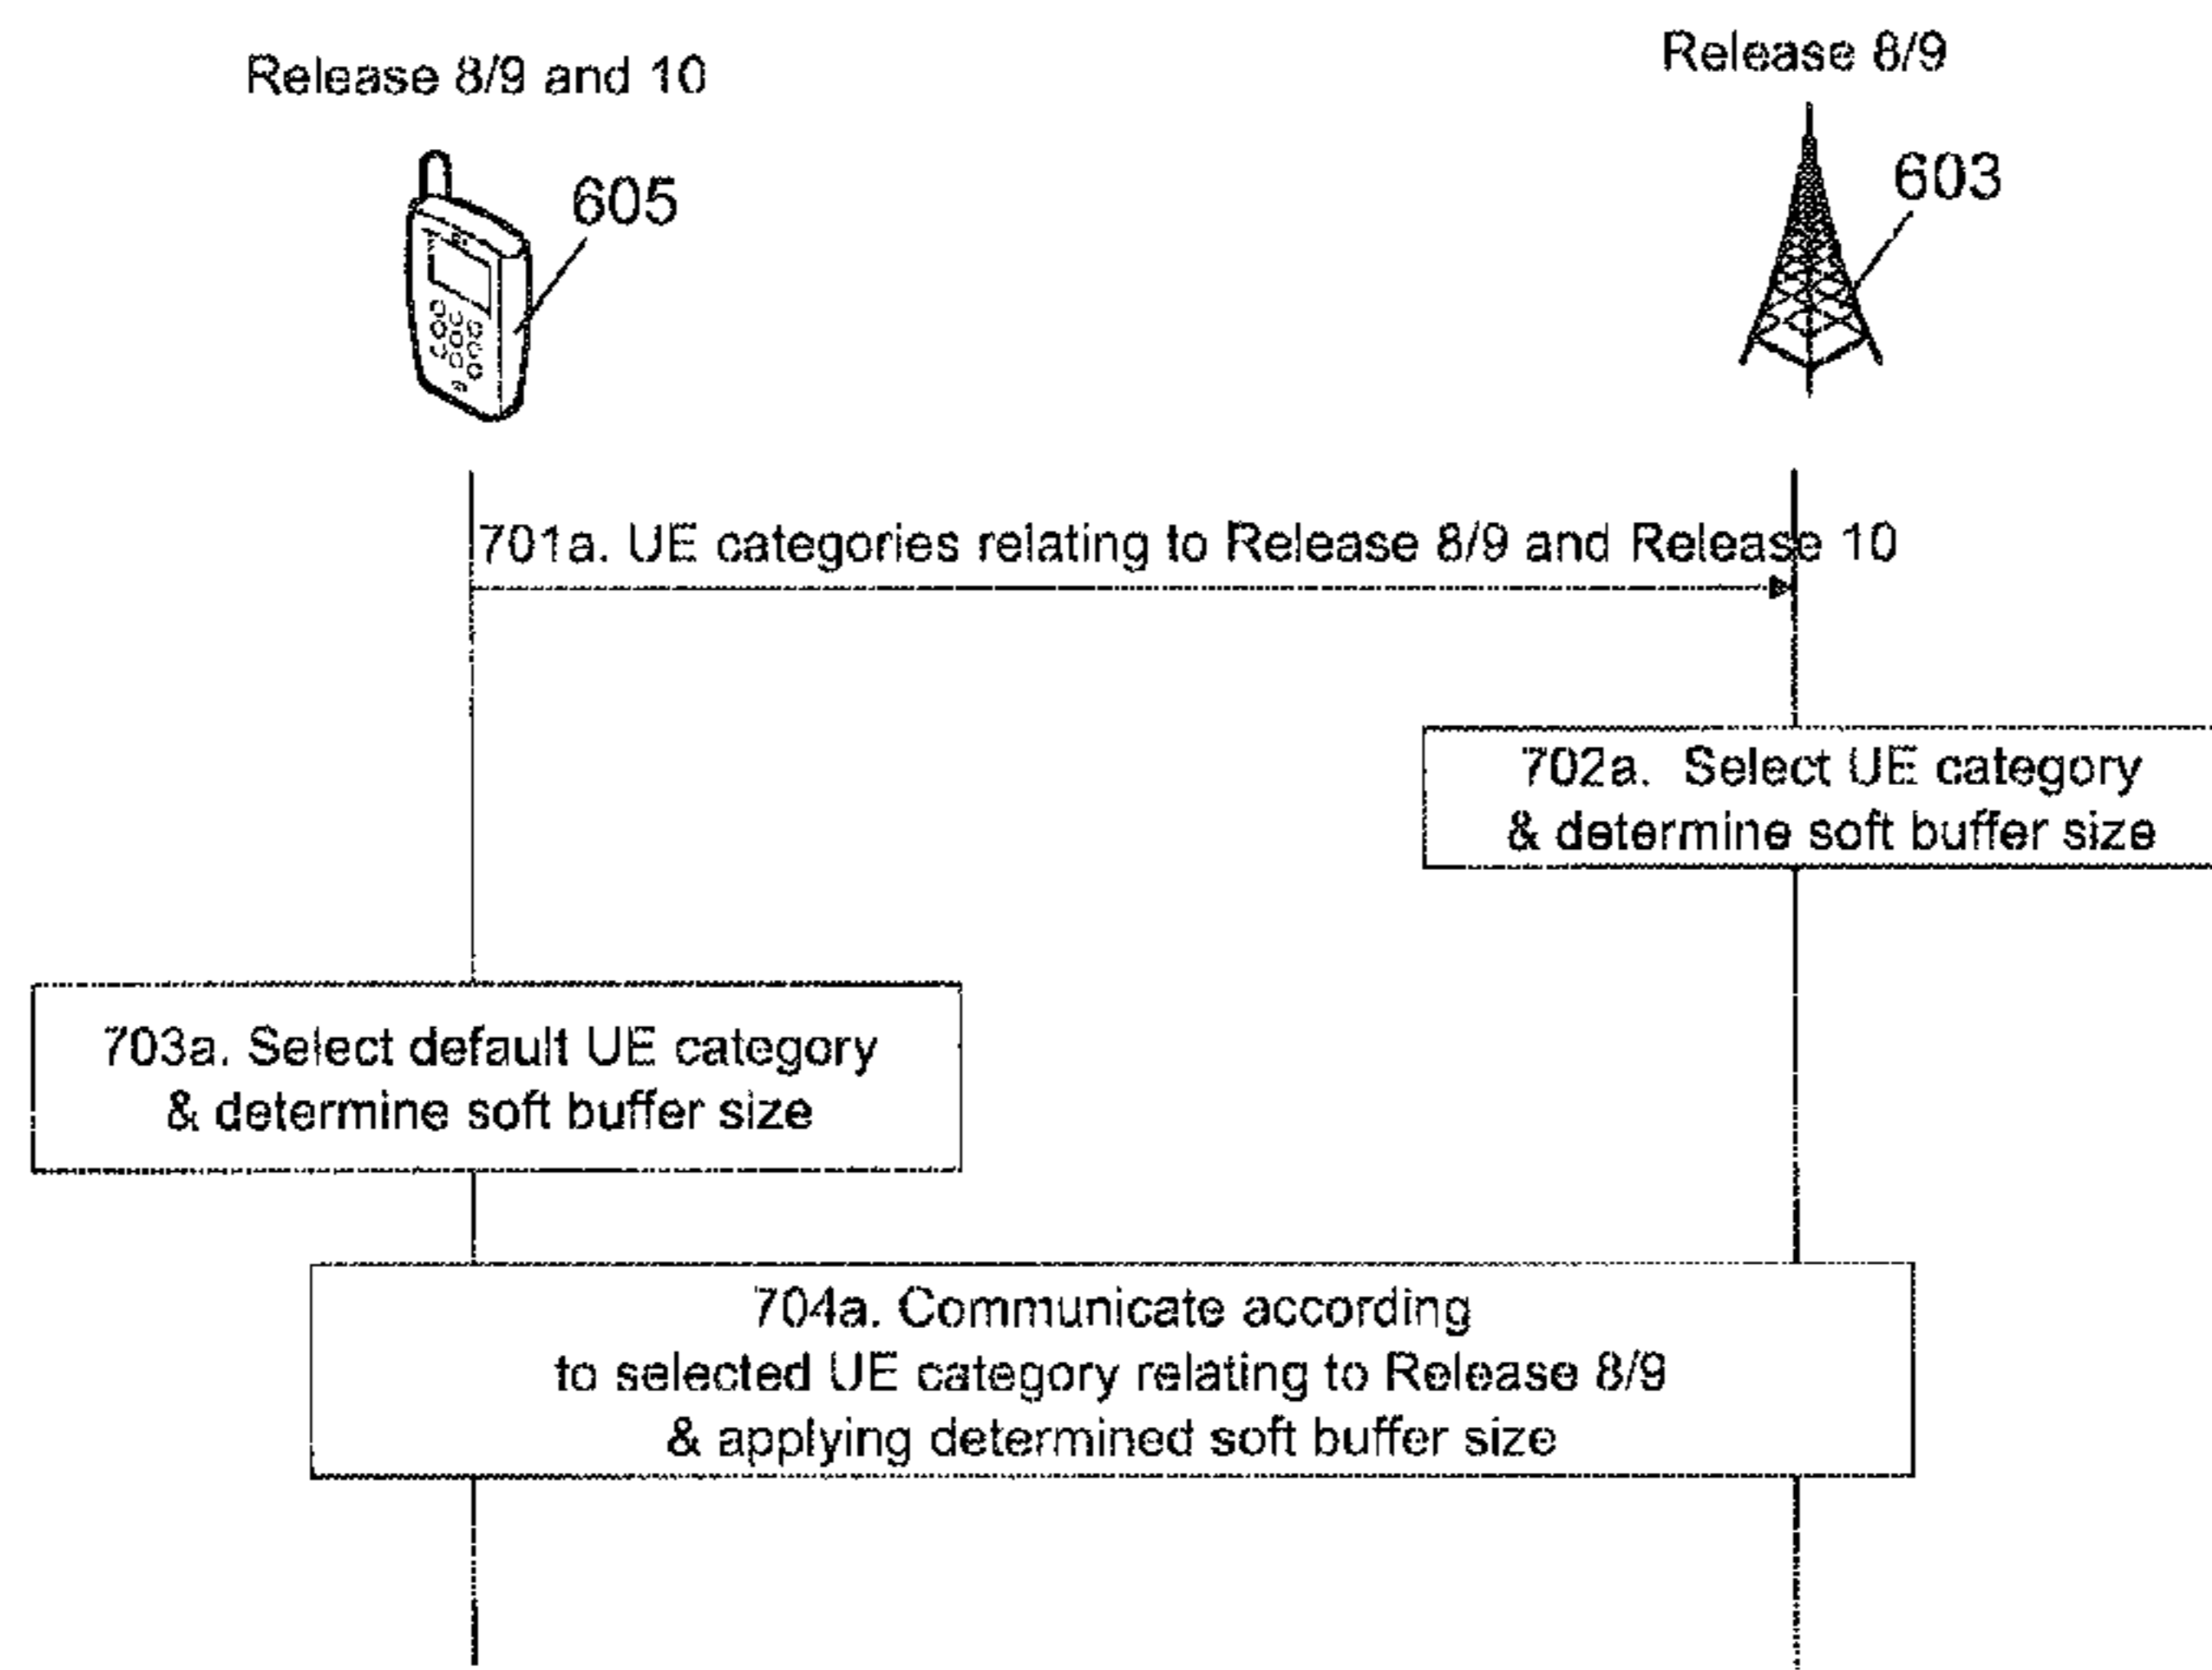 Release 8/9 and 10
Release 8/9
605
603
701a. UE categories relating to Release 8/9 and Release 10
702a. Select UE category
& determine soft buffer size
703a. Select default UE category
& determine soft buffer size
704a. Communicate according
to selected UE category relating to Release 8/9
& applying determined soft buffer size